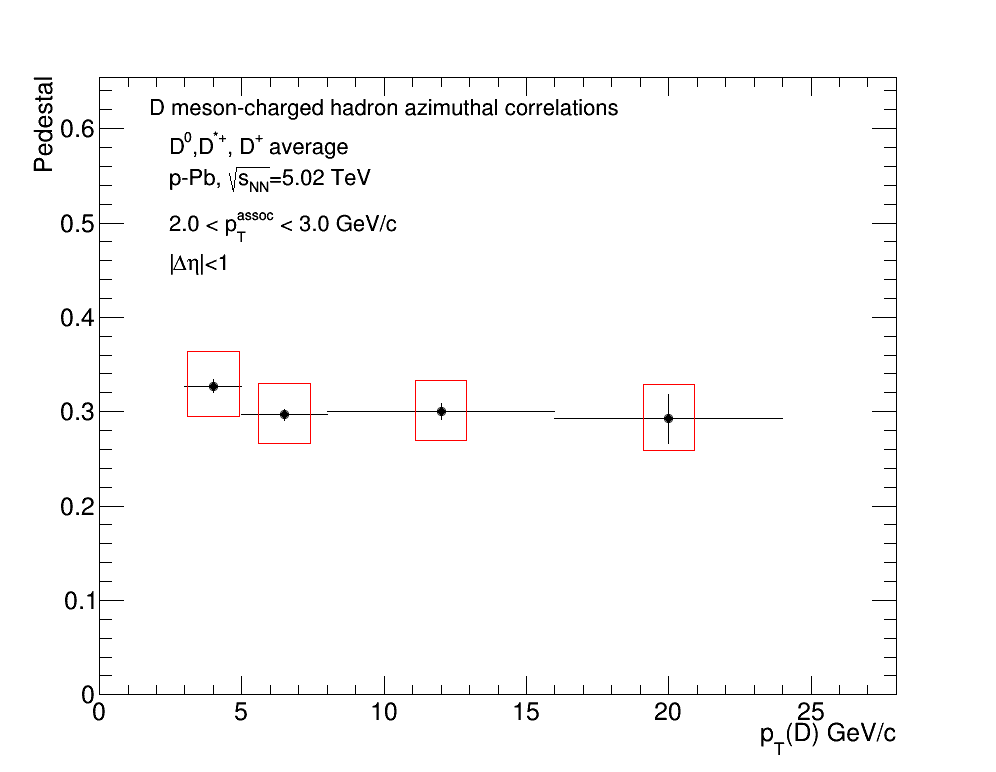 Pedestal
D meson-charged hadron azimuthal correlations
D⁰,D*⁺, D⁺ average
p-Pb, √sNN=5.02 TeV
2.0 < pTassoc < 3.0 GeV/c
|Δη|<1
0.6
0.5
0.4
0.3
0.2
0.1
0
0 5 10 15 20 25
pT(D) GeV/c